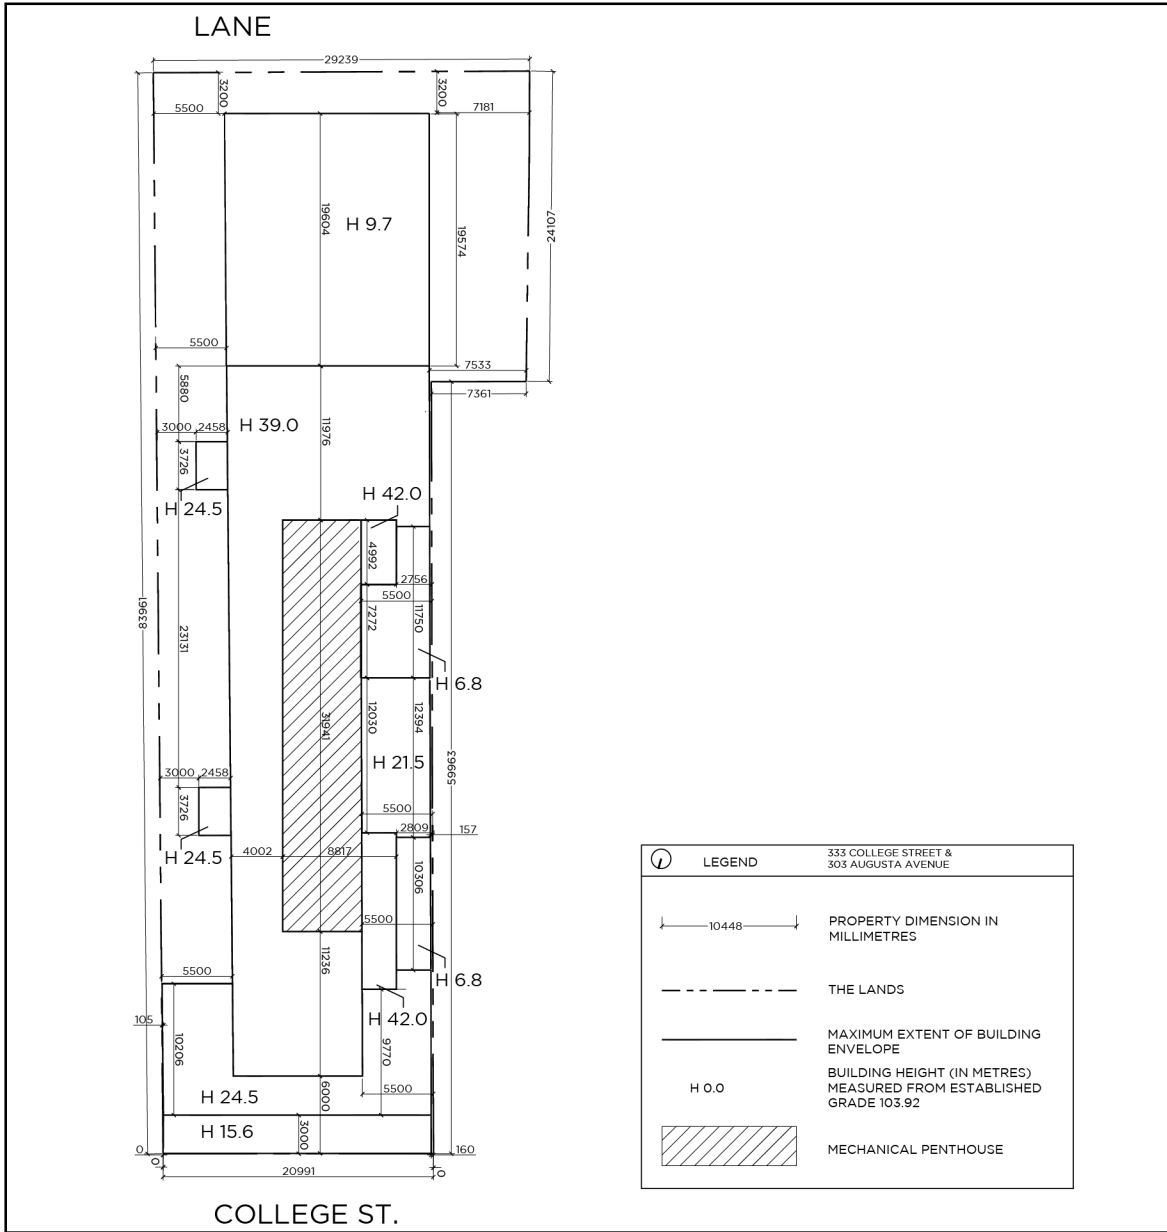 LANE
29239
3200
3200
5500
7181
19604
H 9.7
19574
24107
5500
7533
5880
7361
3000
2458
H 39.0
11976
3726
H 24.5
H 42.0
4992
2756
5500
7272
11750
83961
23131
H 6.8
31941
12030
12394
H 21.5
59963
3000
2458
3726
5500
2809
157
H 24.5
4002
8817
10306
5500
11236
H 6.8
5500
105
H 42.0
10206
9770
6000
5500
H 24.5
H 15.6
3000
0
0
160
0
20991
COLLEGE ST.
LEGEND
333 COLLEGE STREET &
303 AUGUSTA AVENUE
10448
PROPERTY DIMENSION IN
MILLIMETRES
THE LANDS
MAXIMUM EXTENT OF BUILDING
ENVELOPE
H 0.0
BUILDING HEIGHT (IN METRES)
MEASURED FROM ESTABLISHED
GRADE 103.92
MECHANICAL PENTHOUSE